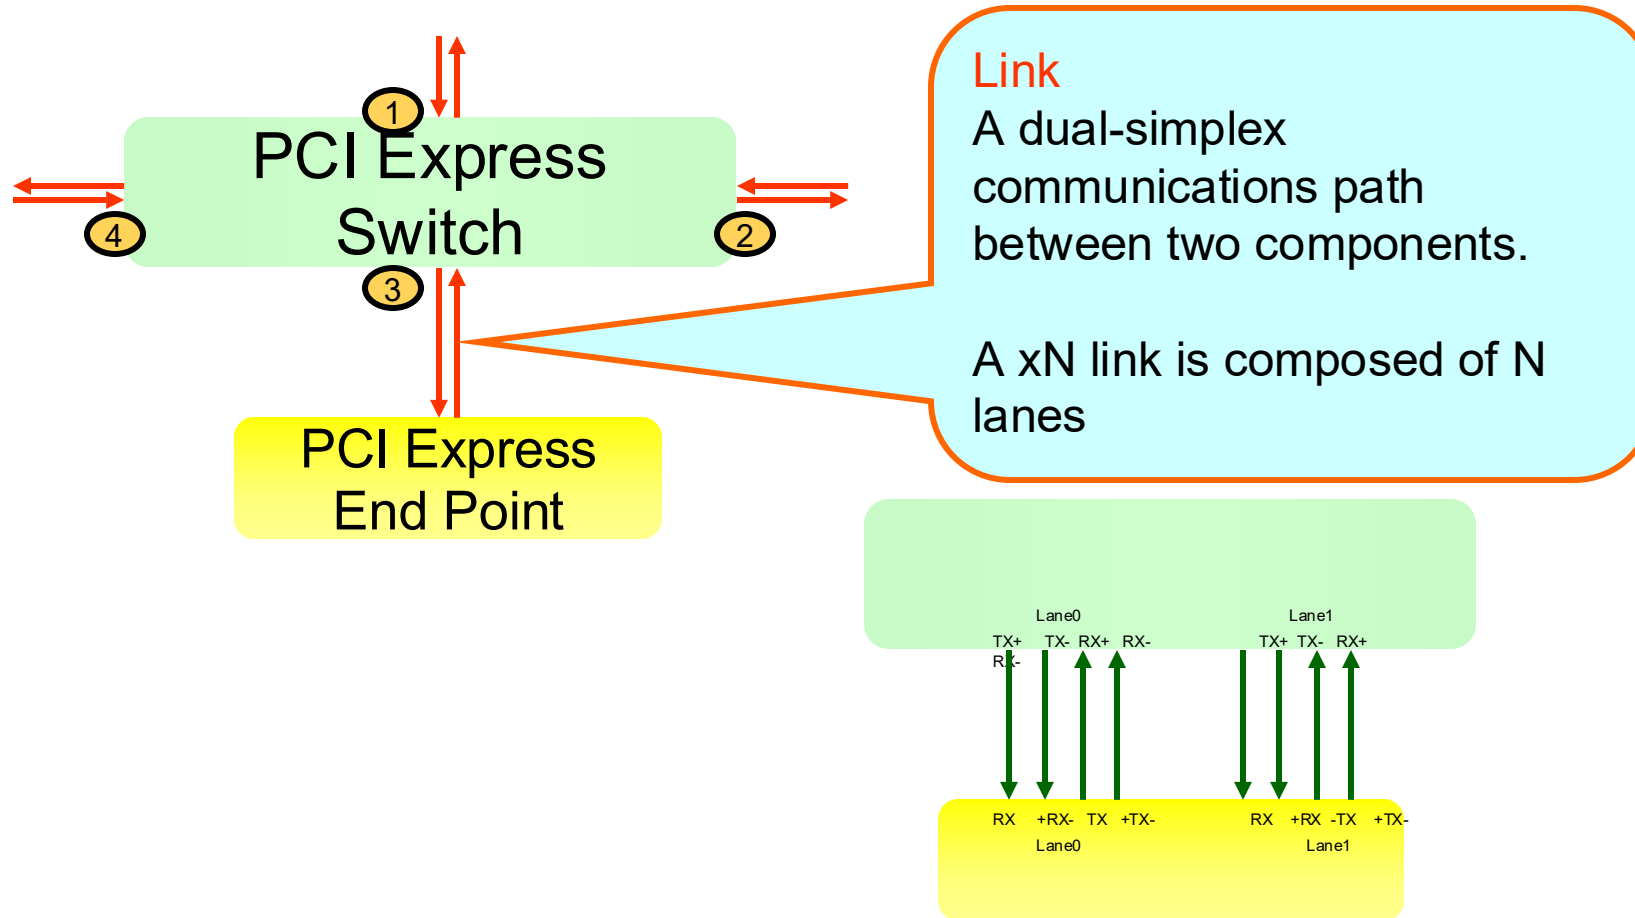 1
PCI Express
Switch
4
2
3
PCI Express
End Point
Link
A dual-simplex
communications path
between two components.
A xN link is composed of N
lanes
Lane0
Lane1
TX+ TX- RX+ RX- TX+ TX- RX+
RX-
RX +RX- TX +TX- RX +RX -TX +TX-
Lane0
Lane1